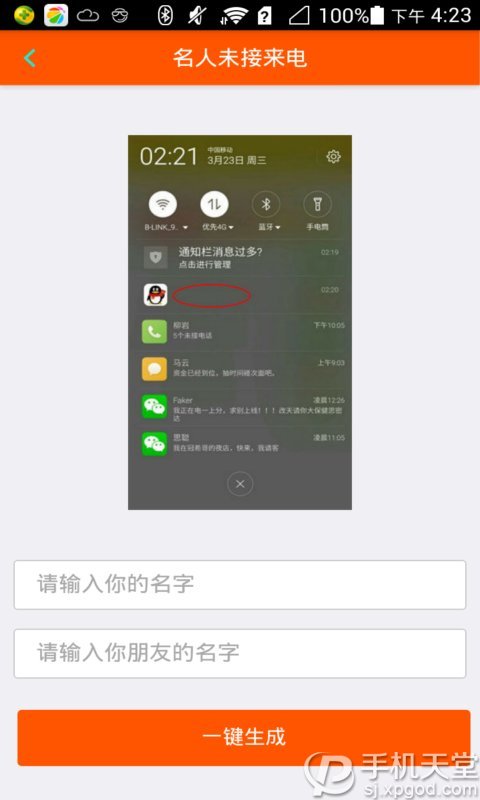 100% 下午 4:23
名人未接来电
02:21 中国移动
3月23日 周三
B-LINK_9.. 优先4G 蓝牙 手电筒
通知栏消息过多? 02:19
点击进行管理
02:20
柳岩 下午10:05
5个未接电话
马云 上午9:03
资金已经到位，抽时间碰次面吧。
Faker 凌晨12:26
我正在电一上分，求别上线！！！改天请你大保健思密
达
思聪 凌晨11:05
我在冠希哥的夜店，快来，我请客
请输入你的名字
请输入你朋友的名字
一键生成
手机天堂
sj.xpgod.com